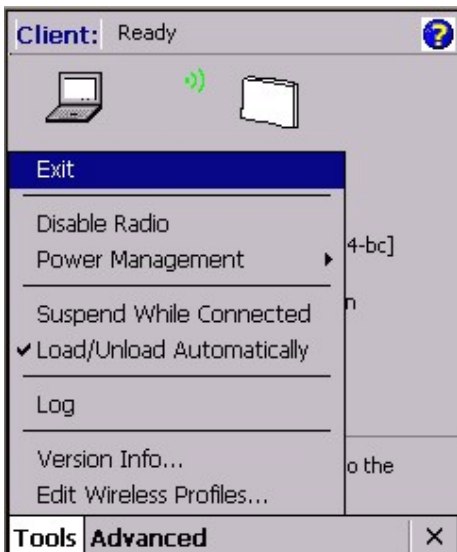 Client: Ready
Exit
Disable Radio
Power Management
4-bc]
n
Suspend While Connected
Load/Unload Automatically
Log
Version Info...
o the
Edit Wireless Profiles...
Tools Advanced